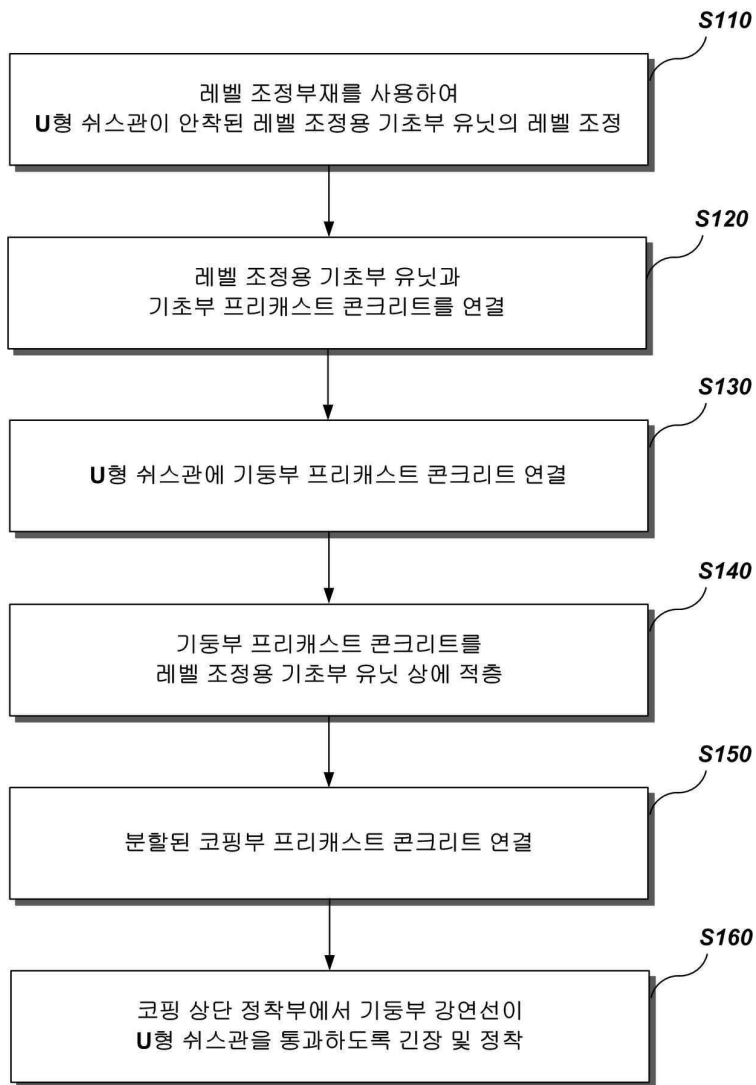 S110
레벨 조정부재를 사용하여
U형 쉬스관이 안착된 레벨 조정용 기초부 유닛의 레벨 조정
S120
레벨 조정용 기초부 유닛과
기초부 프리캐스트 콘크리트를 연결
S130
U형 쉬스관에 기둥부 프리캐스트 콘크리트 연결
S140
기둥부 프리캐스트 콘크리트를
레벨 조정용 기초부 유닛 상에 적층
S150
분할된 코핑부 프리캐스트 콘크리트 연결
S160
코핑 상단 정착부에서 기둥부 강연선이
U형 쉬스관을 통과하도록 긴장 및 정착